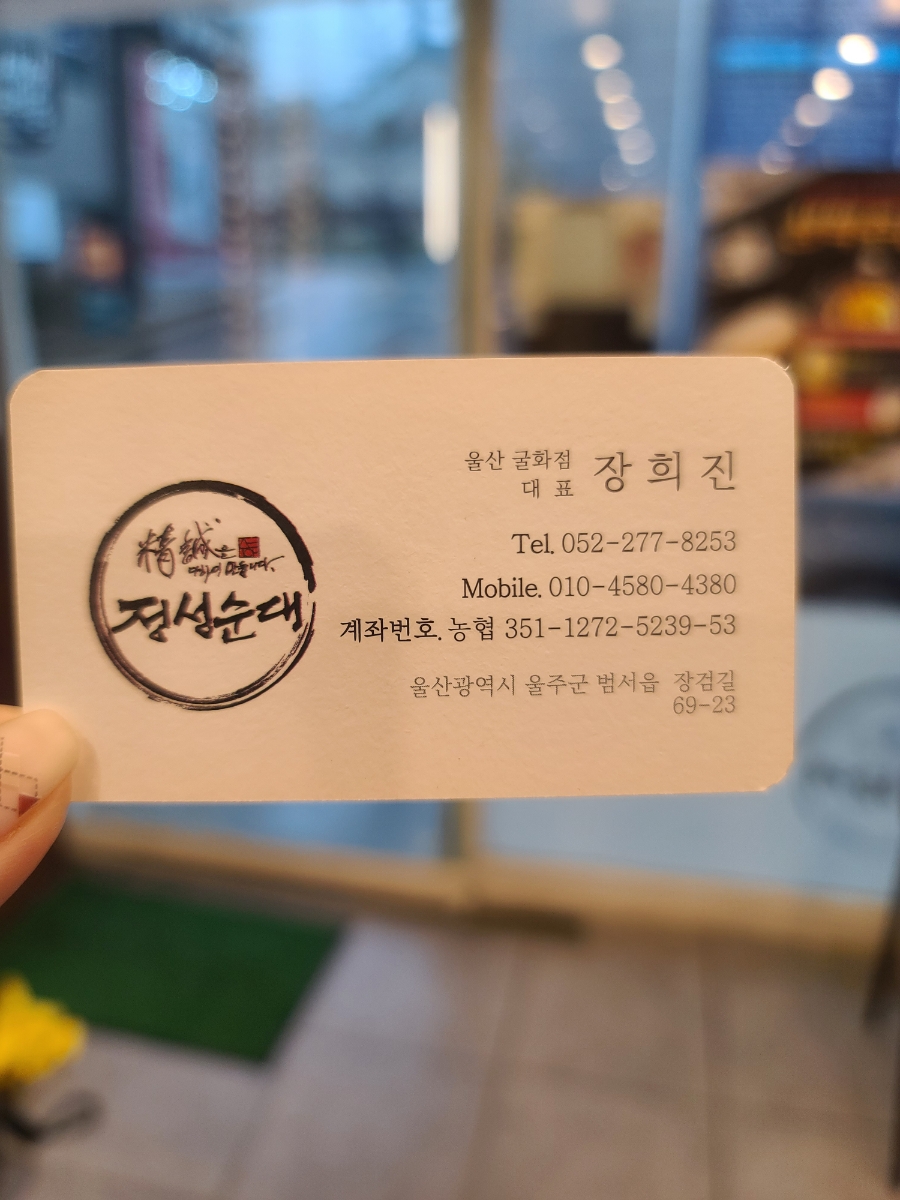 精誠은
정성순대
울산 굴화점
대 표 장 희 진
Tel. 052-277-8253
Mobile. 010-4580-4380
계좌번호. 농협 351-1272-5239-53
울산광역시 울주군 범서읍 장검길
69-23